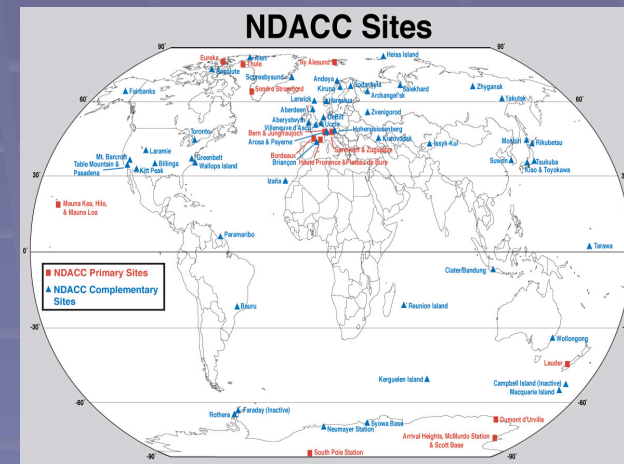 NDACC Sites
90°
90°
Eureka
Alert
Thule
Resolute
Ny Ålesund
Heiss Island
Scoresbysund
Andoya
Kiruna
Sodankyla
Salekhard
Zhygansk
Fairbanks
Sondre Stromfjord
Arckangel'sk
Yakutsk
60°
60°
Lerwick
Harestua
Aberdeen
Zvenigorod
Aberystwyth
DeBilt
Villeneuve d'Ascq
Uccle
Toronto
Bern & Jungfraujoch
Hohenpeissenberg
Kislovodsk
Issyk-Kul
Moshiri
Rikubetsu
Arosa & Payerne
Laramie
Greenbelt
Mt. Barcroft
Table Mountain &
Pasadena
Billings
Wallops Island
Kitt Peak
Bordeaux
Briançon
Haute Provence &Plateau de Bure
Suwon
Tsukuba
Kiso & Toyokawa
30°
30°
Izaña
Mauna Kea, Hilo,
& Mauna Loa
Paramaribo
Tarawa
0°
0°
NDACC Primary Sites
NDACC Complementary
Sites
Ciater/Bandung
Bauru
Reunion Island
-30°
-30°
Wollongong
Lauder
Kerguelen Island
Campbell Island (inactive)
Macquarie Island
-60°
-60°
Faraday (Inactive)
Rothera
Dumont d'Urville
Neumayer Station
Syowa Base
Arrival Heights, McMurdo Station
& Scott Base
South Pole Station
-90°
-90°